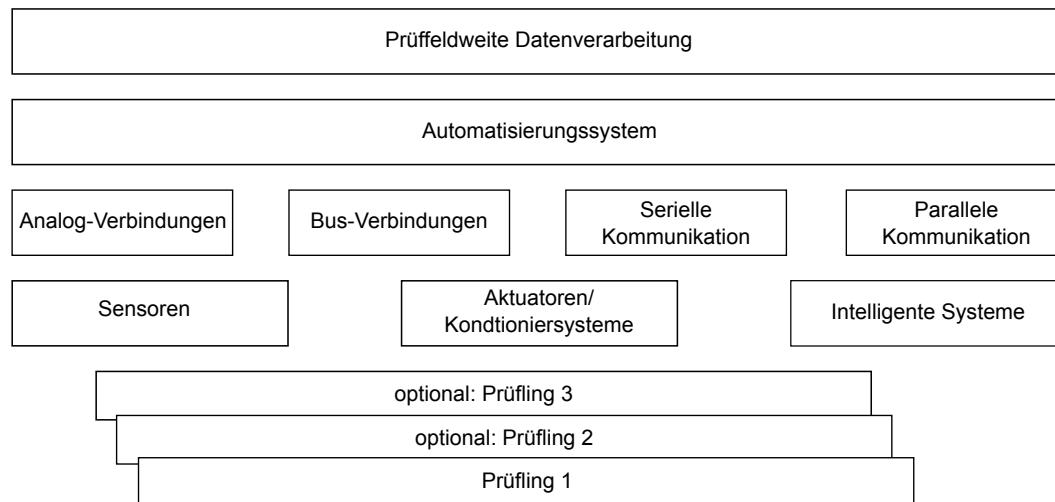 Prüffeldweite Datenverarbeitung
Automatisierungssystem
Analog-Verbindungen
Bus-Verbindungen
Serielle
Kommunikation
Parallele
Kommunikation
Sensoren
Aktuatoren/
Kondtioniersysteme
Intelligente Systeme
optional: Prüfling 3
optional: Prüfling 2
Prüfling 1